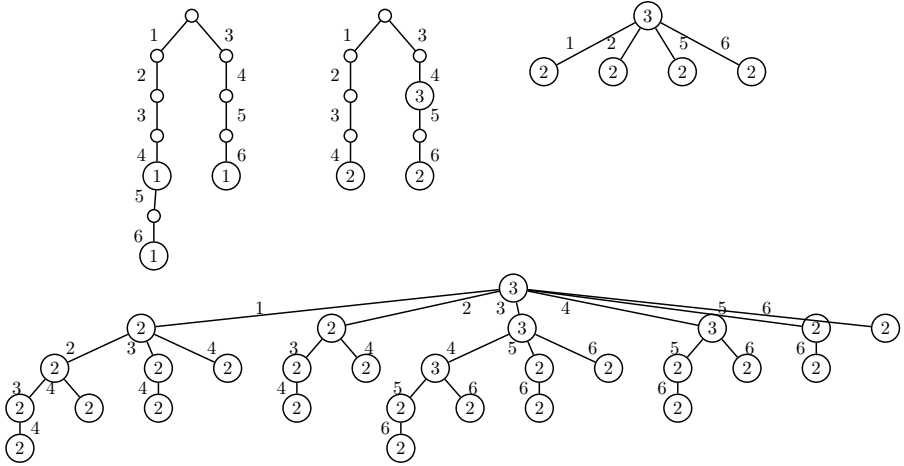 3
1 3 1 3 1 2 5 6
2 4 2 4 2 2 2 2
3
3 5 3 5
4 6 4 6
1 1 2 2
5
6
1
3
1 2 3 4 5 6
2 2 3 3 2 2
2 3 4 3 4 4 5 6 5 6 6
2 2 2 2 2 3 2 2 2 2 2
3 4 4 4 5 6 6 6
2 2 2 2 2 2 2 2
4 6
2 2